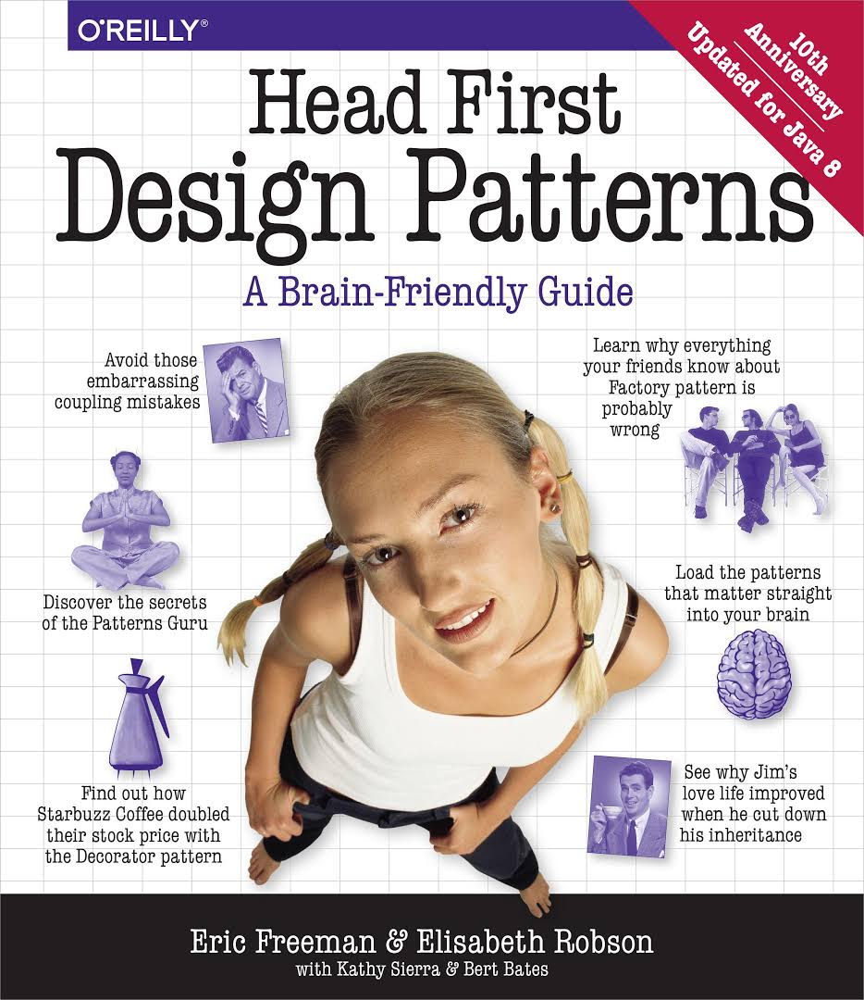 O'REILLY®
10th
Anniversary
Updated for Java 8
Head First
Design Patterns
A Brain-Friendly Guide
Avoid those
embarrassing
coupling mistakes
Learn why everything
your friends know about
Factory pattern is
probably
wrong
Discover the secrets
of the Patterns Guru
Load the patterns
that matter straight
into your brain
Find out how
Starbuzz Coffee doubled
their stock price with
the Decorator pattern
See why Jim's
love life improved
when he cut down
his inheritance
Eric Freeman & Elisabeth Robson
with Kathy Sierra & Bert Bates